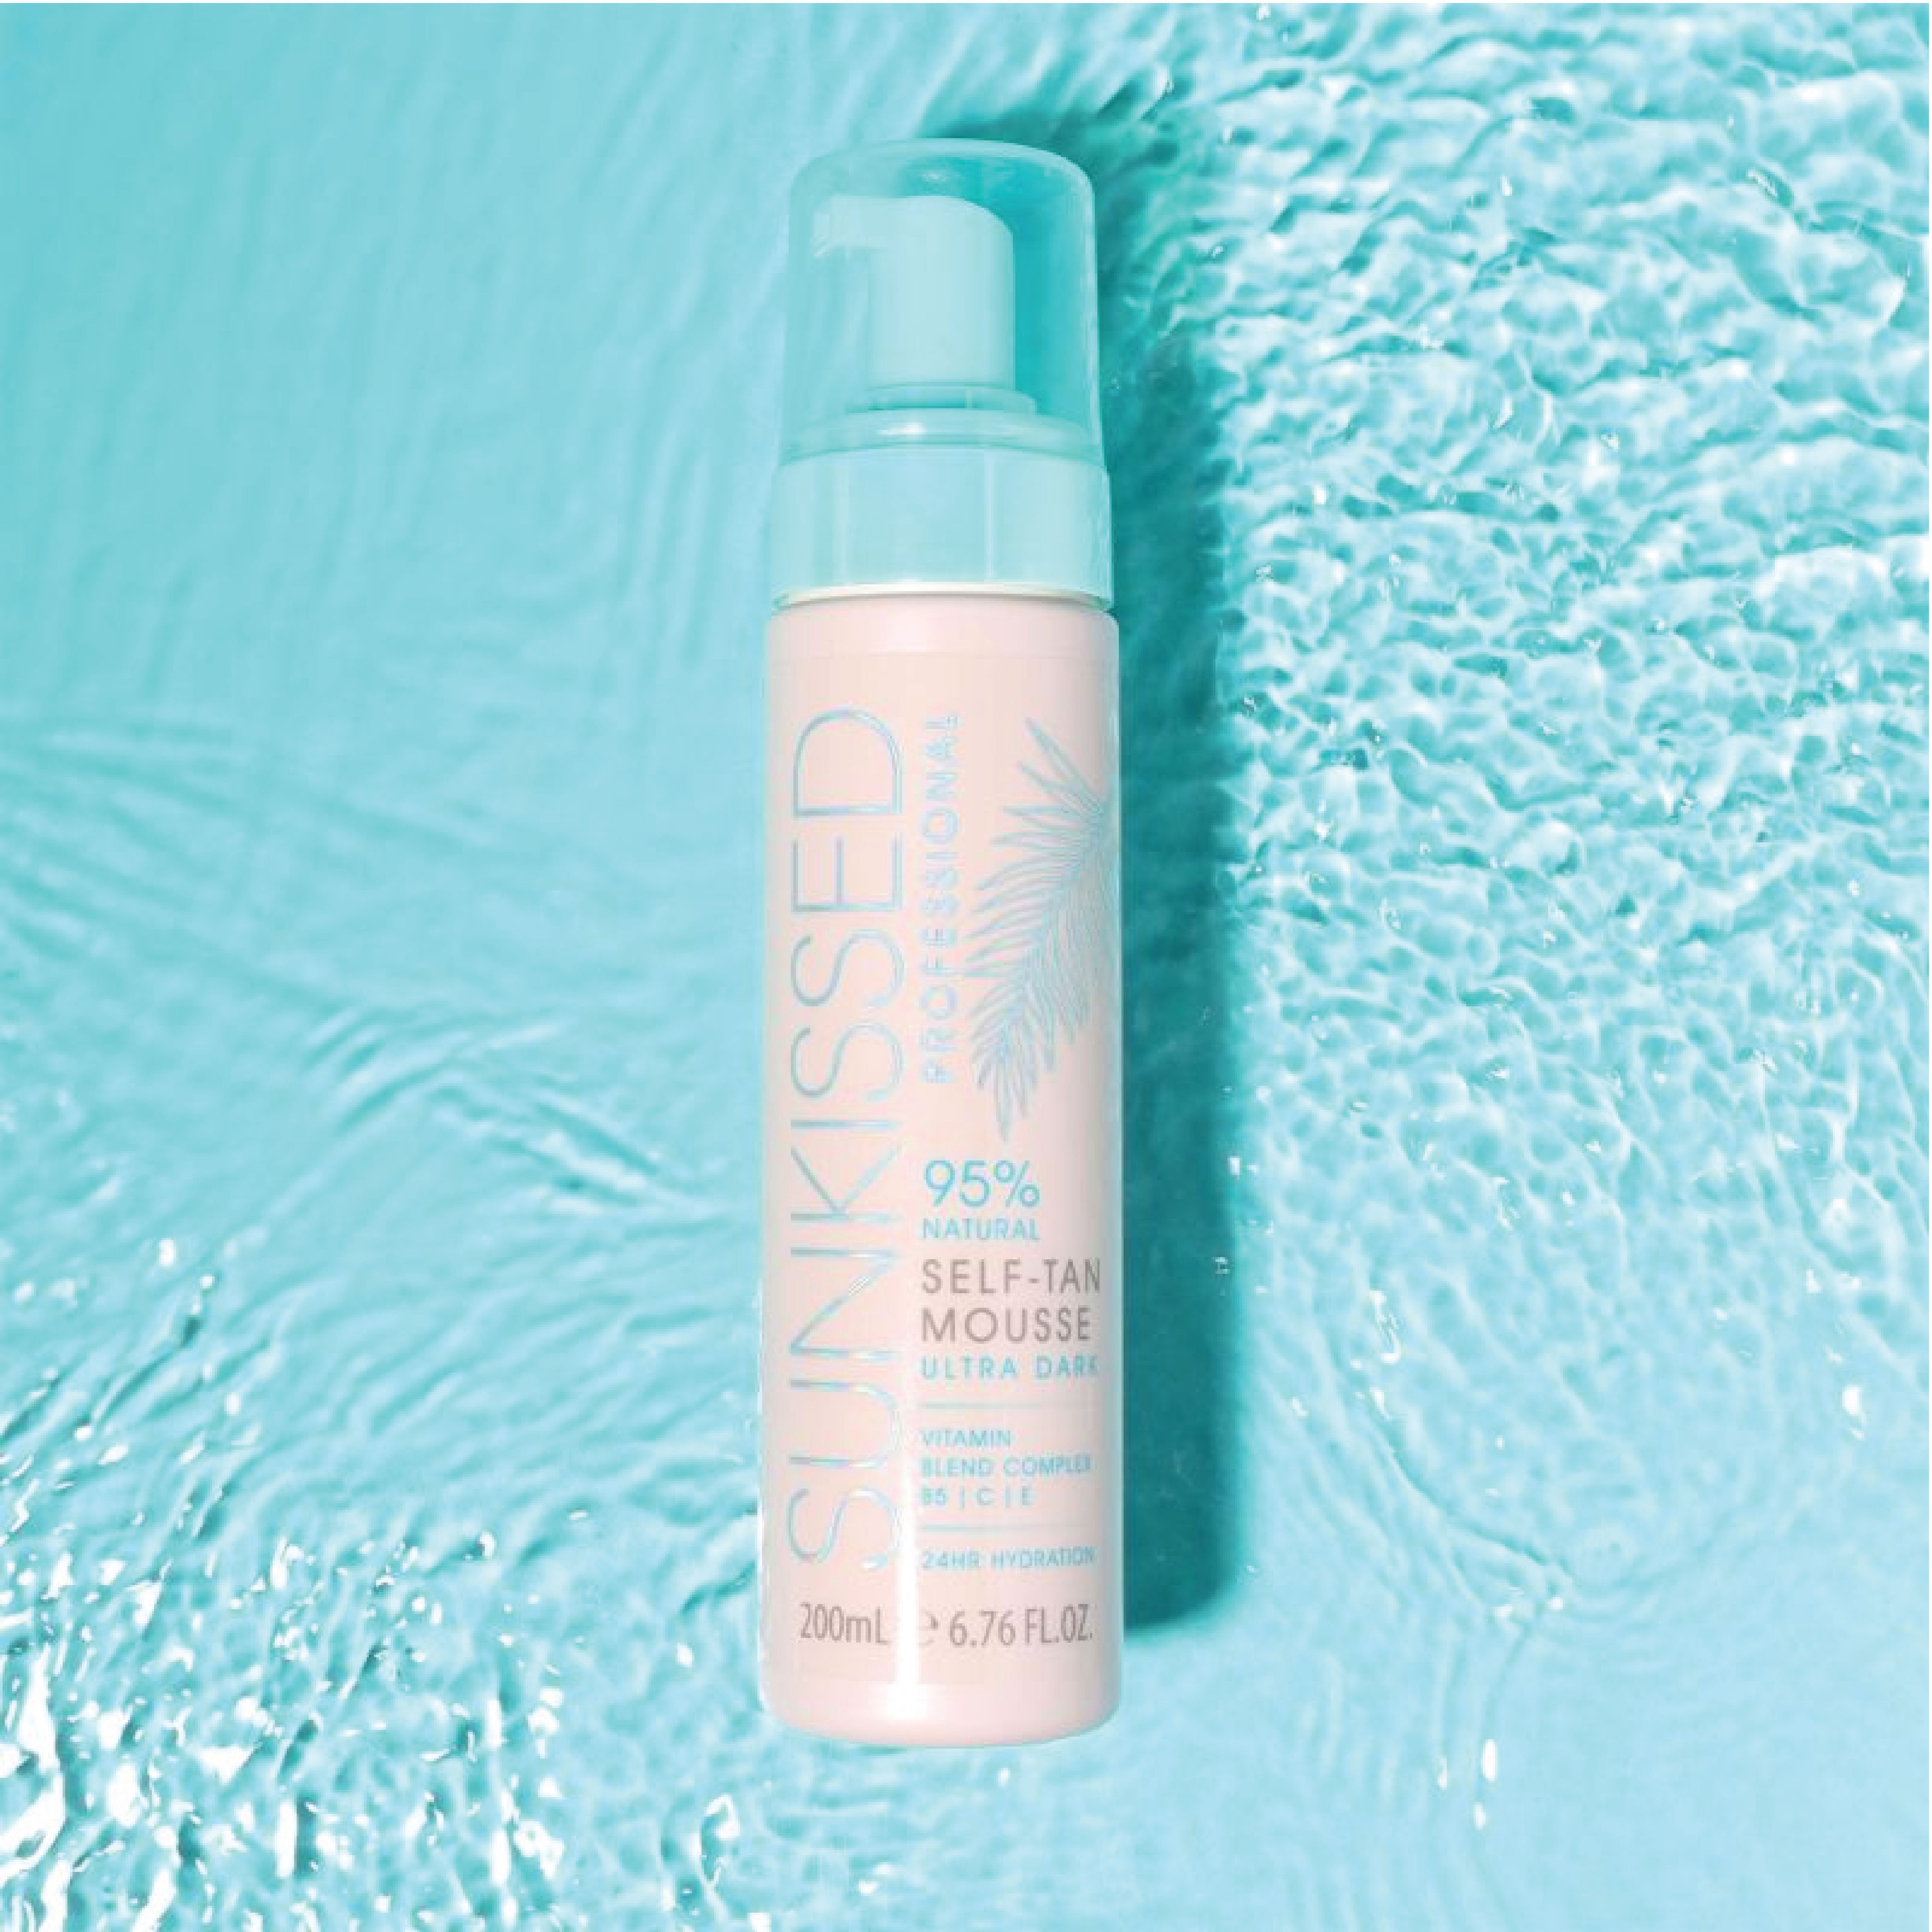 SUNKISSED
PROFESSIONAL
95%
NATURAL
SELF-TAN
MOUSSE
ULTRA DARK
VITAMIN
BLEND COMPLEX
B5 | C | E
24HR HYDRATION
200mL ℮ 6.76 FL.OZ.